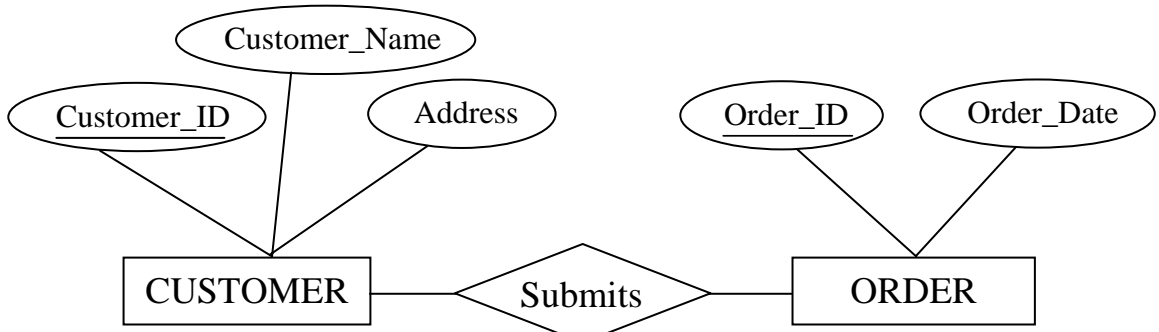 Customer_Name
Customer_ID
Address
Order_ID
Order_Date
CUSTOMER
Submits
ORDER